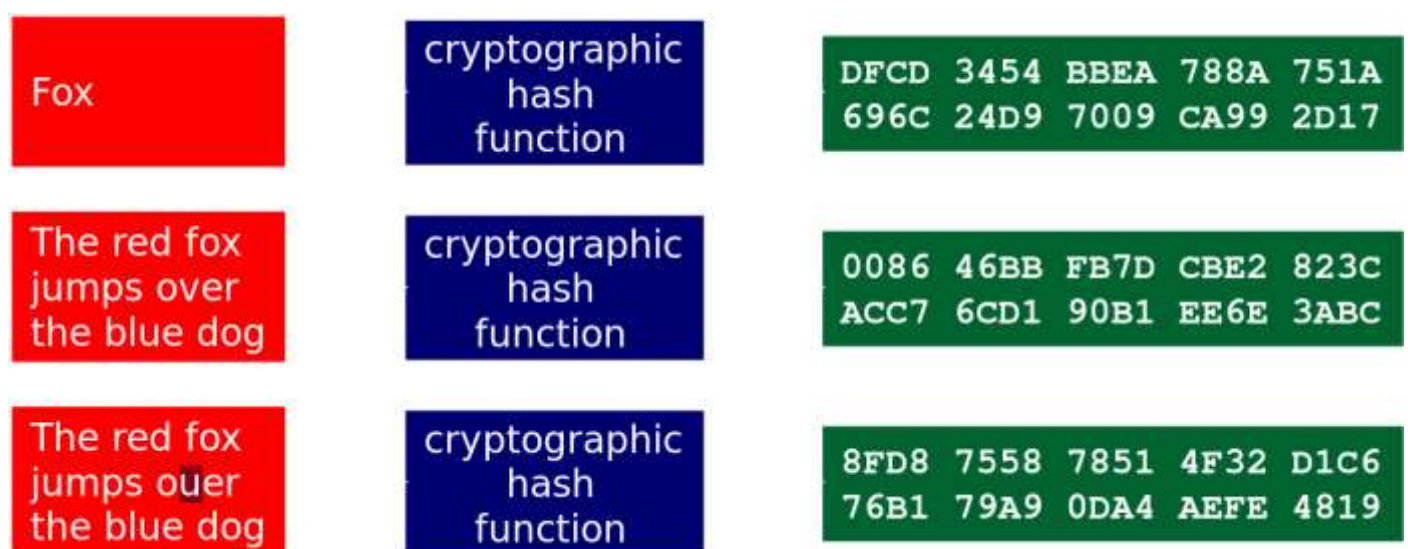 Fox
cryptographic
hash
function
DFCD 3454 BBEA 788A 751A
696C 24D9 7009 CA99 2D17
The red fox
jumps over
the blue dog
cryptographic
hash
function
0086 46BB FB7D CBE2 823C
ACC7 6CD1 90B1 EE6E 3ABC
The red fox
jumps ouer
the blue dog
cryptographic
hash
function
8FD8 7558 7851 4F32 D1C6
76B1 79A9 0DA4 AEFE 4819